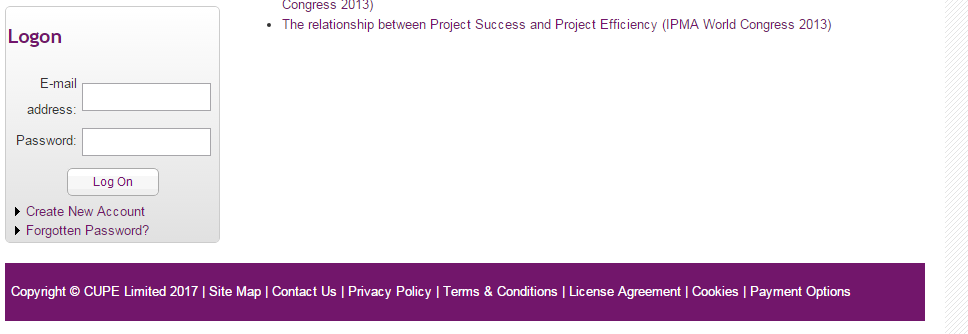 Congress 2013)
The relationship between Project Success and Project Efficiency (IPMA World Congress 2013)
Logon
E-mail
address:
Password:
Log On
Create New Account
Forgotten Password?
Copyright © CUPE Limited 2017 | Site Map | Contact Us | Privacy Policy | Terms & Conditions | License Agreement | Cookies | Payment Options